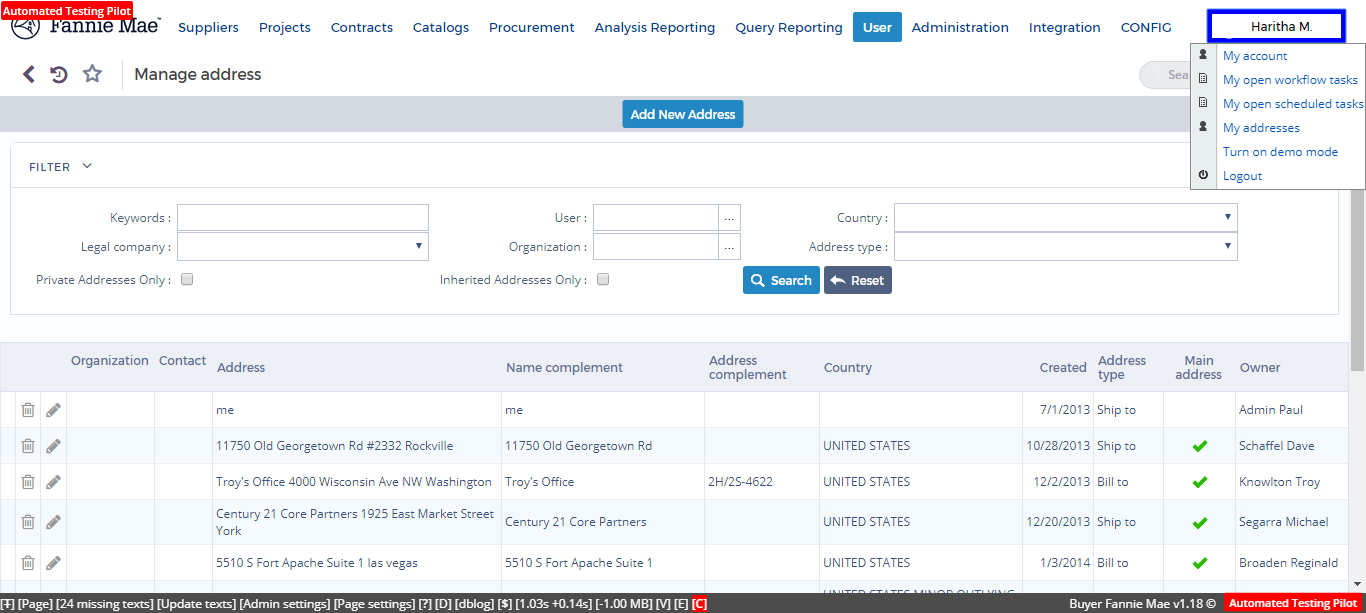 Automated Testing Pilot
Fannie Mae
Suppliers Projects Contracts Catalogs Procurement Analysis Reporting Query Reporting User Administration Integration CONFIG Haritha M.
My account
My open workflow tasks
My open scheduled tasks
My addresses
Turn on demo mode
Logout
Manage address
Sea
Add New Address
FILTER
Keywords : User : ... Country :
Legal company : Organization : ... Address type :
Private Addresses Only : Inherited Addresses Only : Search Reset
Organization Contact Address Name complement Address complement Country Created Address type Main address Owner
me me 7/1/2013 Ship to Admin Paul
11750 Old Georgetown Rd #2332 Rockville 11750 Old Georgetown Rd UNITED STATES 10/28/2013 Ship to Schaffel Dave
Troy's Office 4000 Wisconsin Ave NW Washington Troy's Office 2H/2S-4622 UNITED STATES 12/2/2013 Bill to Knowlton Troy
Century 21 Core Partners 1925 East Market Street York Century 21 Core Partners UNITED STATES 12/20/2013 Ship to Segarra Michael
5510 S Fort Apache Suite 1 las vegas 5510 S Fort Apache Suite 1 UNITED STATES 1/3/2014 Bill to Broaden Reginald
UNITED STATES MINOR OUTLYING
[Ŧ] [Page] [24 missing texts] [Update texts] [Admin settings] [Page settings] [?] [D] [dblog] [$] [1.03s +0.14s] [-1.00 MB] [V] [E] [C] Buyer Fannie Mae v1.18 © Automated Testing Pilot